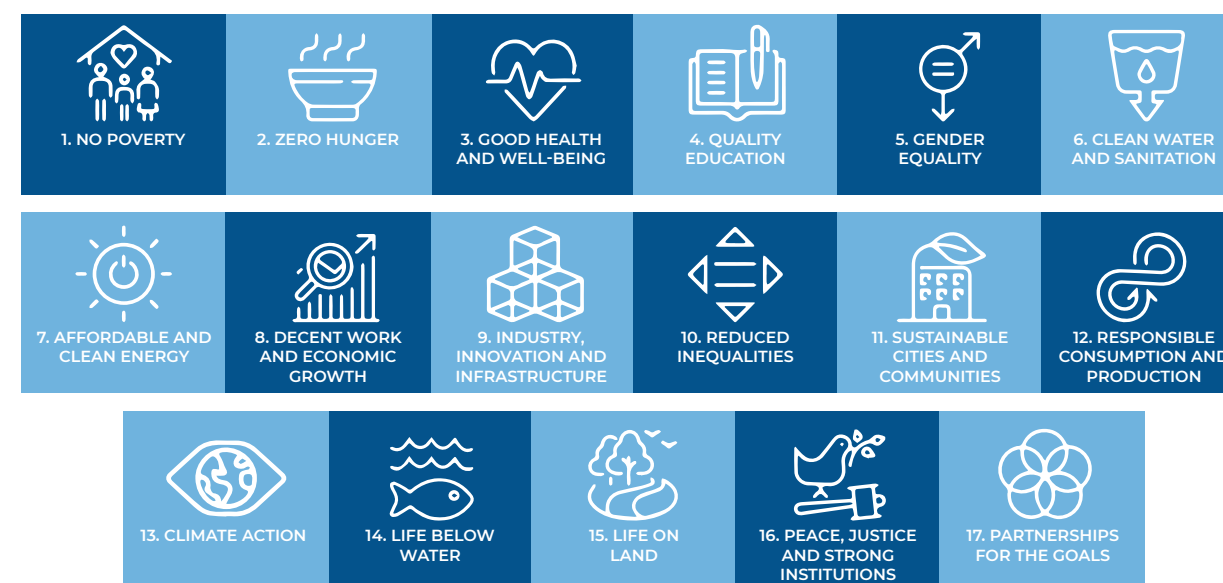 1. NO POVERTY
2. ZERO HUNGER
3. GOOD HEALTH
AND WELL-BEING
4. QUALITY
EDUCATION
5. GENDER
EQUALITY
6. CLEAN WATER
AND SANITATION
7. AFFORDABLE AND
CLEAN ENERGY
8. DECENT WORK
AND ECONOMIC
GROWTH
9. INDUSTRY,
INNOVATION AND
INFRASTRUCTURE
10. REDUCED
INEQUALITIES
11. SUSTAINABLE
CITIES AND
COMMUNITIES
12. RESPONSIBLE
CONSUMPTION AND
PRODUCTION
13. CLIMATE ACTION
14. LIFE BELOW
WATER
15. LIFE ON
LAND
16. PEACE, JUSTICE
AND STRONG
INSTITUTIONS
17. PARTNERSHIPS
FOR THE GOALS